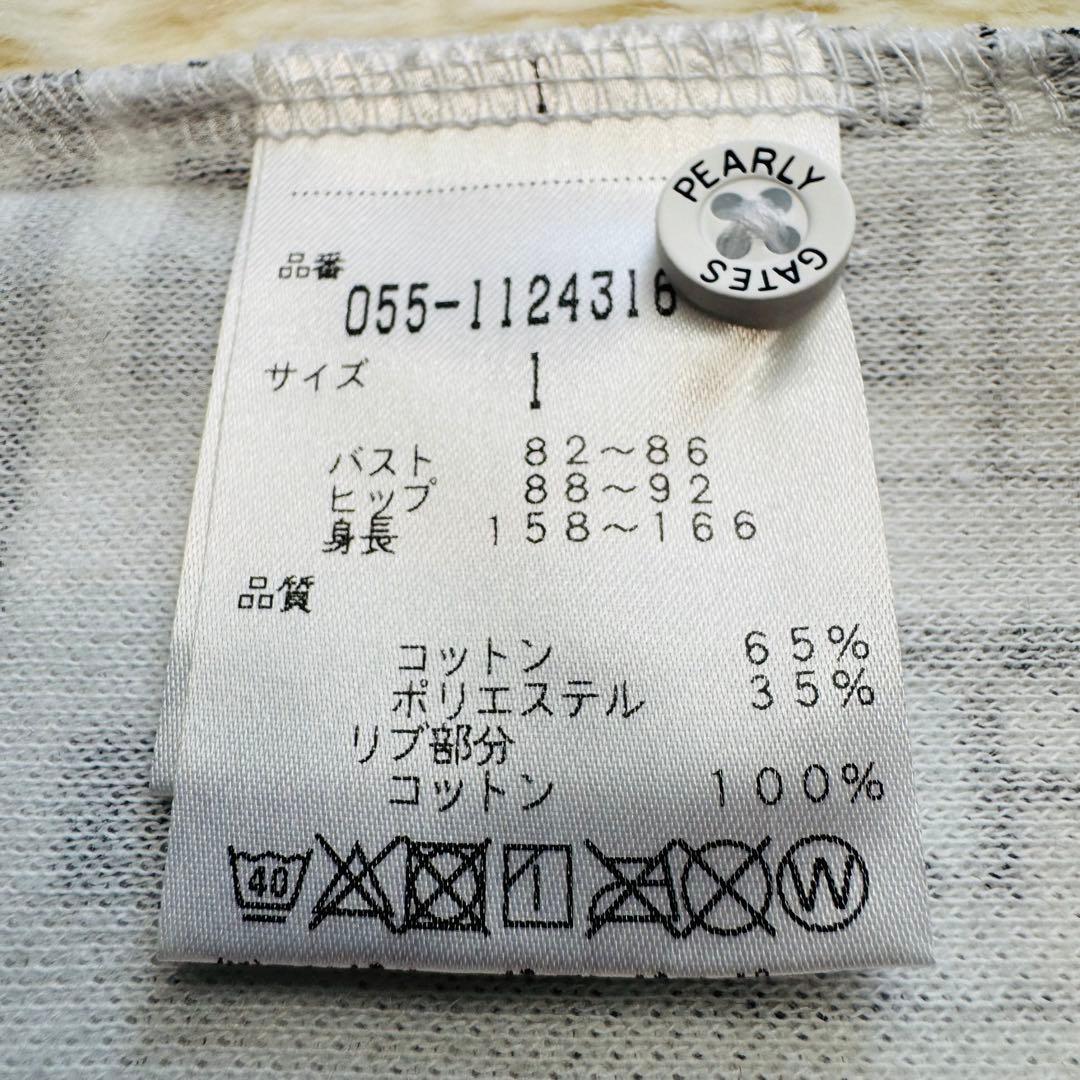 PEARLY
GATES
品番
055-1124316
サイズ
1
バスト 82～86
ヒップ 88～92
身長 158～166
品質
コットン 65%
ポリエステル 35%
リブ部分
コットン 100%
40
W